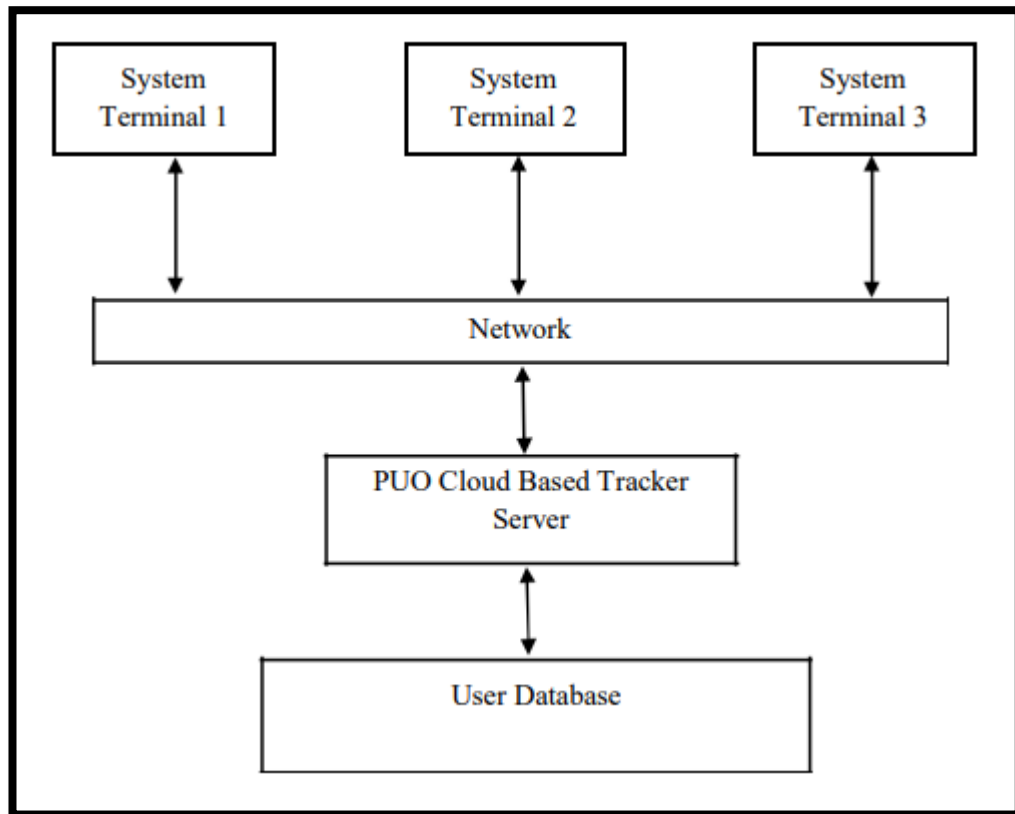 System
Terminal 1
System
Terminal 2
System
Terminal 3
Network
PUO Cloud Based Tracker
Server
User Database